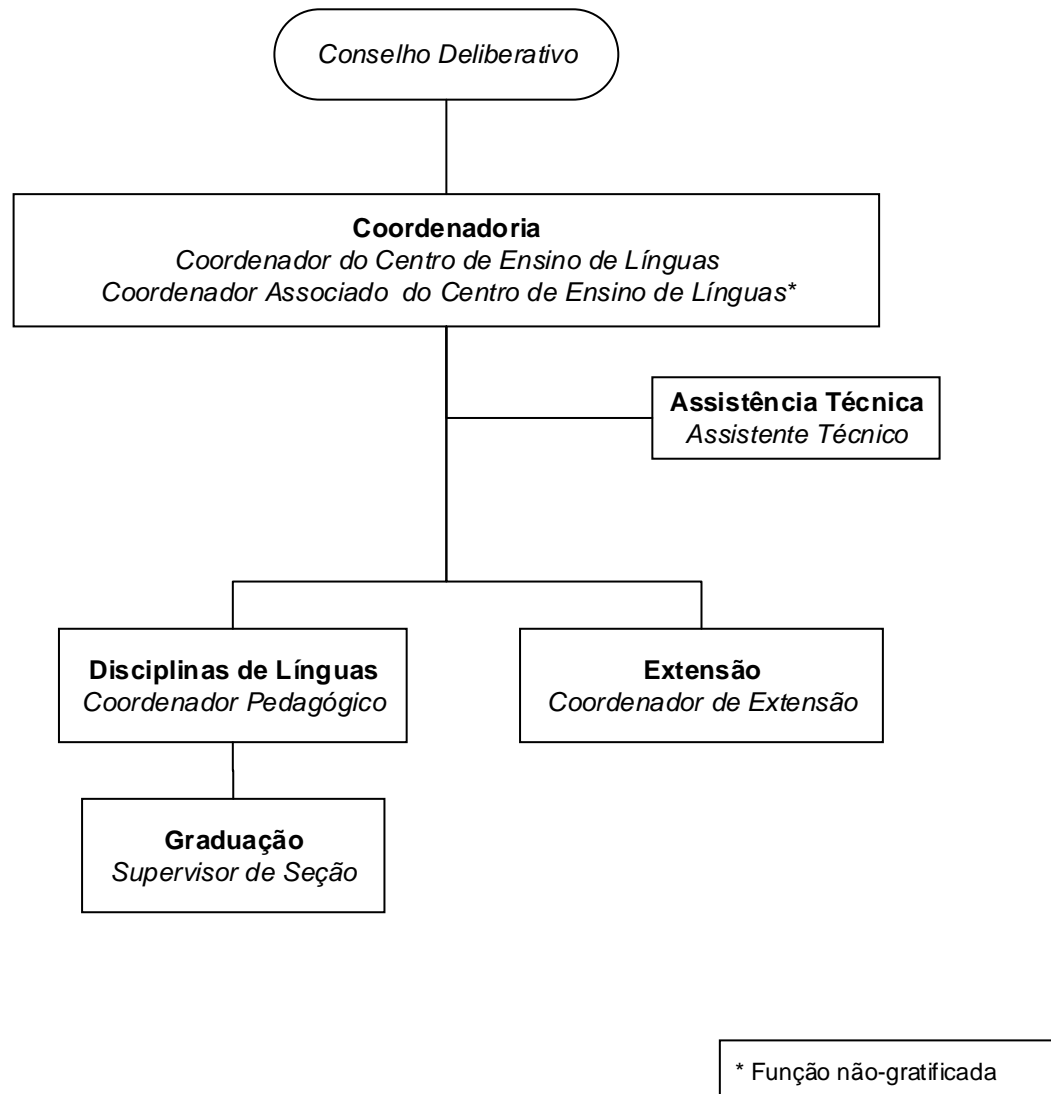 Conselho Deliberativo
Coordenadoria
Coordenador do Centro de Ensino de Línguas
Coordenador Associado do Centro de Ensino de Línguas*
Assistência Técnica
Assistente Técnico
Disciplinas de Línguas
Coordenador Pedagógico
Extensão
Coordenador de Extensão
Graduação
Supervisor de Seção
* Função não-gratificada